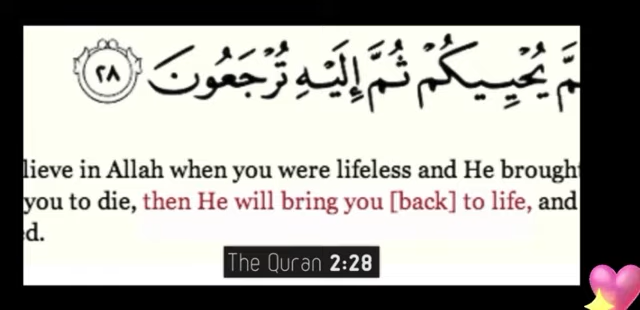 ثُمَّ يُحْيِيكُمْ ثُمَّ إِلَيْهِ تُرْجَعُونَ ٢٨
lieve in Allah when you were lifeless and He brough
you to die, then He will bring you [back] to life, and
d.
The Quran 2:28